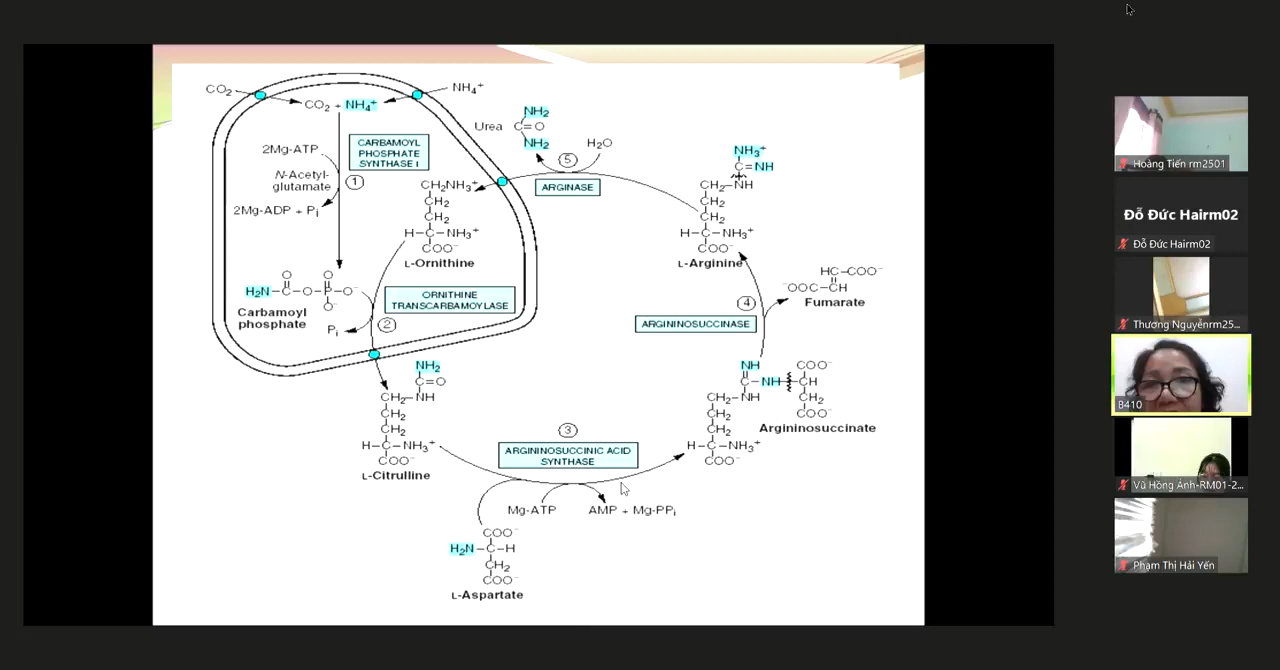 CO₂
CO₂ + NH₄⁺
NH₄⁺
2Mg-ATP
N-Acetyl-
glutamate
2Mg-ADP + Pᵢ
CARBAMOYL
PHOSPHATE
SYNTHASE I
1
H₂N–C–O–P–O⁻
O
O
O⁻
Carbamoyl
phosphate
Pᵢ
CH₂NH₃⁺
CH₂
CH₂
H–C–NH₃⁺
COO⁻
L-Ornithine
ORNITHINE
TRANSCARBAMOYLASE
2
NH₂
Urea C=O
NH₂
H₂O
5
ARGINASE
NH₃⁺
C=NH
CH₂–NH
CH₂
CH₂
H–C–NH₃⁺
COO⁻
L-Arginine
HC–COO⁻
⁻OOC–CH
Fumarate
4
ARGININOSUCCINASE
NH₂
C=O
CH₂–NH
CH₂
CH₂
H–C–NH₃⁺
COO⁻
L-Citrulline
3
ARGININOSUCCINIC ACID
SYNTHASE
Mg-ATP
AMP + Mg-PPᵢ
COO⁻
H₂N–C–H
CH₂
COO⁻
L-Aspartate
NH COO⁻
C–NH–CH
CH₂–NH CH₂
CH₂ COO⁻
CH₂
H–C–NH₃⁺
COO⁻
Argininosuccinate
Hoàng Tiến rm2501
Đỗ Đức Hairm02
Đỗ Đức Hairm02
Thương Nguyễnrm25...
B410
Vũ Hồng Ánh-RM01-2...
Phạm Thị Hải Yến